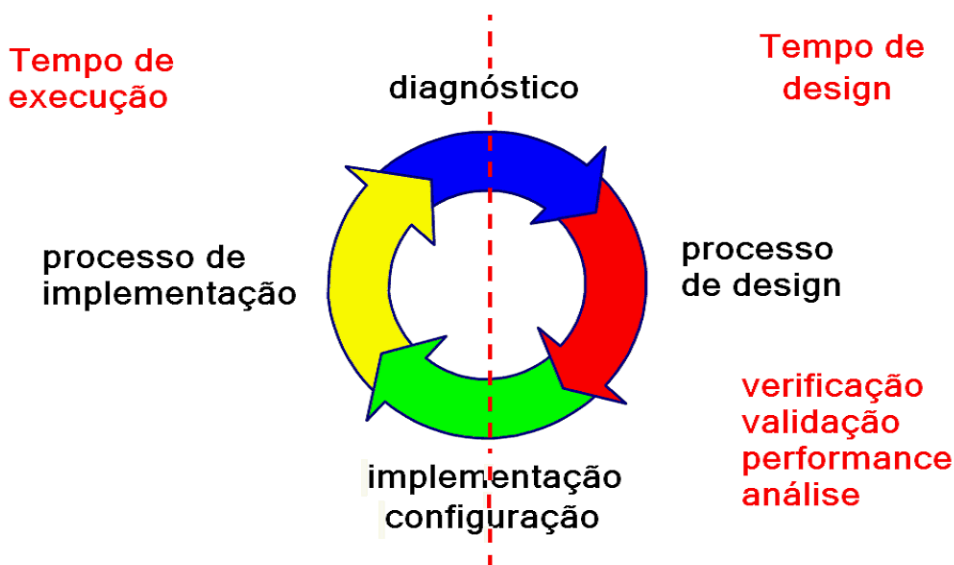 Tempo de
execução
diagnóstico
Tempo de
design
processo de
implementação
processo
de design
verificação
validação
performance
análise
implementação
configuração